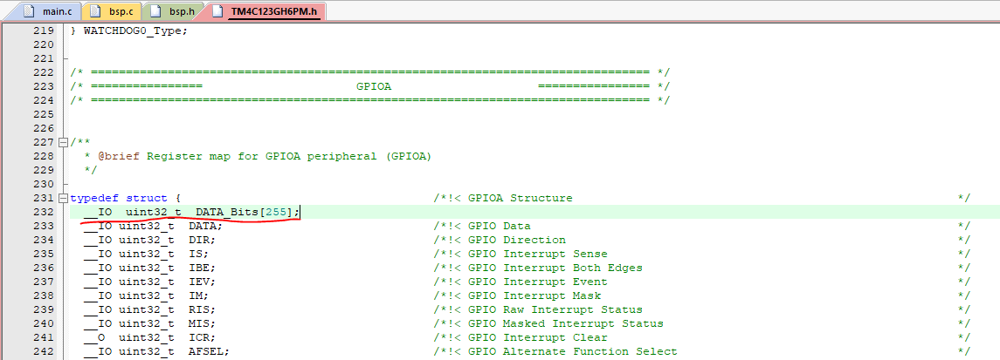 main.c bsp.c bsp.h TM4C123GH6PM.h
219 } WATCHDOG0_Type;
220
221
222 /* ================================================================================ */
223 /* ================ GPIOA ================ */
224 /* ================================================================================ */
225
226
227 /**
228 * @brief Register map for GPIOA peripheral (GPIOA)
229 */
230
231 typedef struct { /*!< GPIOA Structure */
232 __IO uint32_t DATA_Bits[255];
233 __IO uint32_t DATA; /*!< GPIO Data */
234 __IO uint32_t DIR; /*!< GPIO Direction */
235 __IO uint32_t IS; /*!< GPIO Interrupt Sense */
236 __IO uint32_t IBE; /*!< GPIO Interrupt Both Edges */
237 __IO uint32_t IEV; /*!< GPIO Interrupt Event */
238 __IO uint32_t IM; /*!< GPIO Interrupt Mask */
239 __IO uint32_t RIS; /*!< GPIO Raw Interrupt Status */
240 __IO uint32_t MIS; /*!< GPIO Masked Interrupt Status */
241 __O uint32_t ICR; /*!< GPIO Interrupt Clear */
242 __IO uint32_t AFSEL; /*!< GPIO Alternate Function Select */